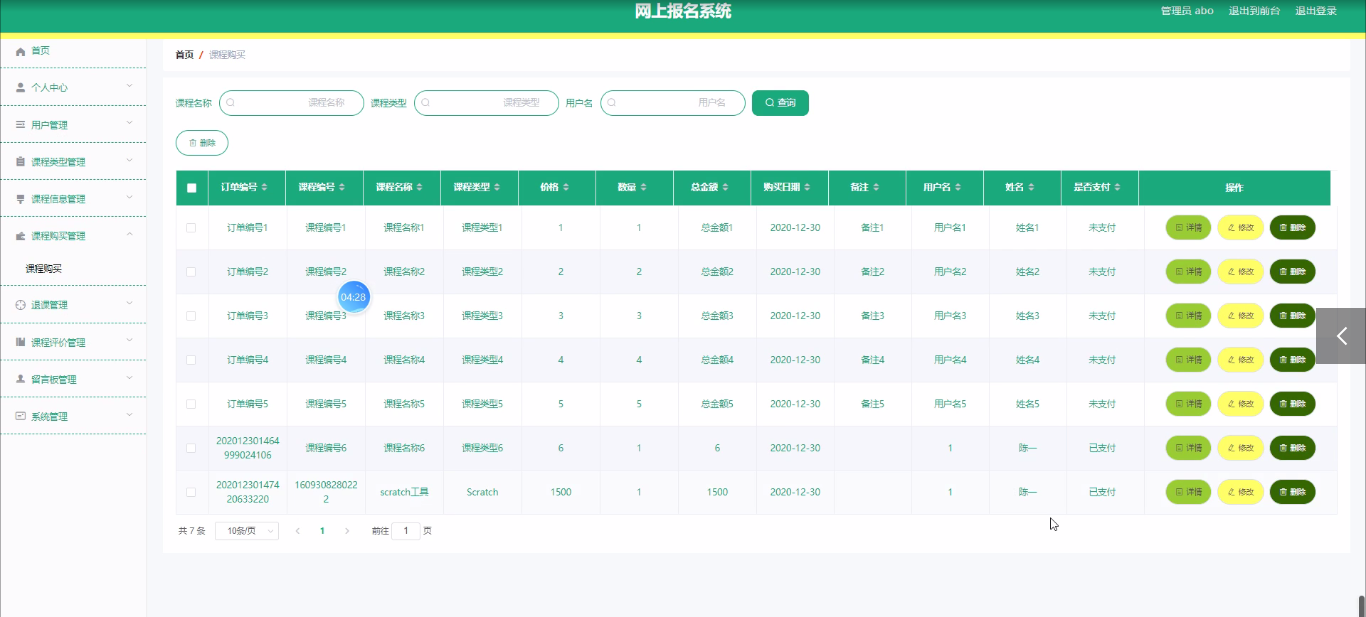 网上报名系统
管理员 abo 退出到前台 退出登录
首页
个人中心
用户管理
课程类型管理
课程信息管理
课程购买管理
课程购买
退课管理
课程评价管理
留言板管理
系统管理
首页 / 课程购买
课程名称 课程名称 课程类型 课程类型 用户名 用户名 查询
删除
订单编号 课程编号 课程名称 课程类型 价格 数量 总金额 购买日期 备注 用户名 姓名 是否支付 操作
订单编号1 课程编号1 课程名称1 课程类型1 1 1 总金额1 2020-12-30 备注1 用户名1 姓名1 未支付 详情 修改 删除
订单编号2 课程编号2 课程名称2 课程类型2 2 2 总金额2 2020-12-30 备注2 用户名2 姓名2 未支付 详情 修改 删除
04:28
订单编号3 课程编号3 课程名称3 课程类型3 3 3 总金额3 2020-12-30 备注3 用户名3 姓名3 未支付 详情 修改 删除
订单编号4 课程编号4 课程名称4 课程类型4 4 4 总金额4 2020-12-30 备注4 用户名4 姓名4 未支付 详情 修改 删除
订单编号5 课程编号5 课程名称5 课程类型5 5 5 总金额5 2020-12-30 备注5 用户名5 姓名5 未支付 详情 修改 删除
202012301464
999024106 课程编号6 课程名称6 课程类型6 6 1 6 2020-12-30 1 陈一 已支付 详情 修改 删除
202012301474 160930828022
20633220 2 scratch工具 Scratch 1500 1 1500 2020-12-30 1 陈一 已支付 详情 修改 删除
共 7 条 10条/页 1 前往 1 页